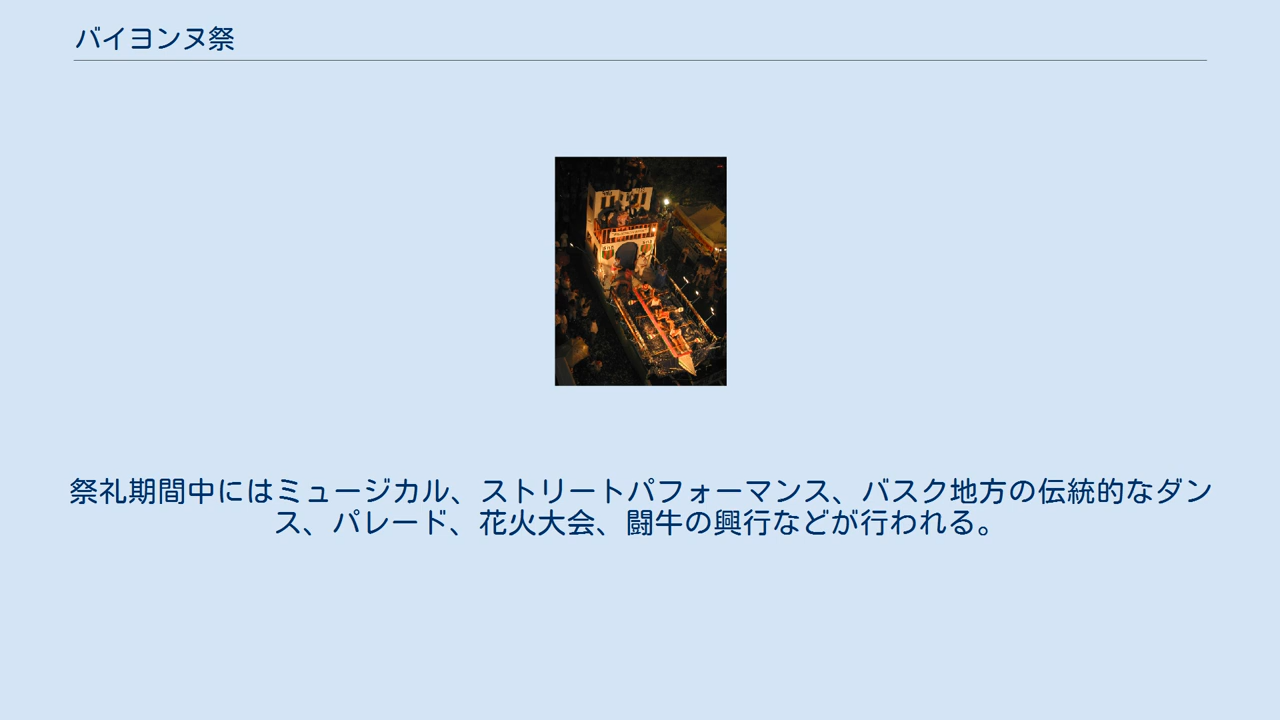 バイヨンヌ祭
祭礼期間中にはミュージカル、ストリートパフォーマンス、バスク地方の伝統的なダン
ス、パレード、花火大会、闘牛の興行などが行われる。